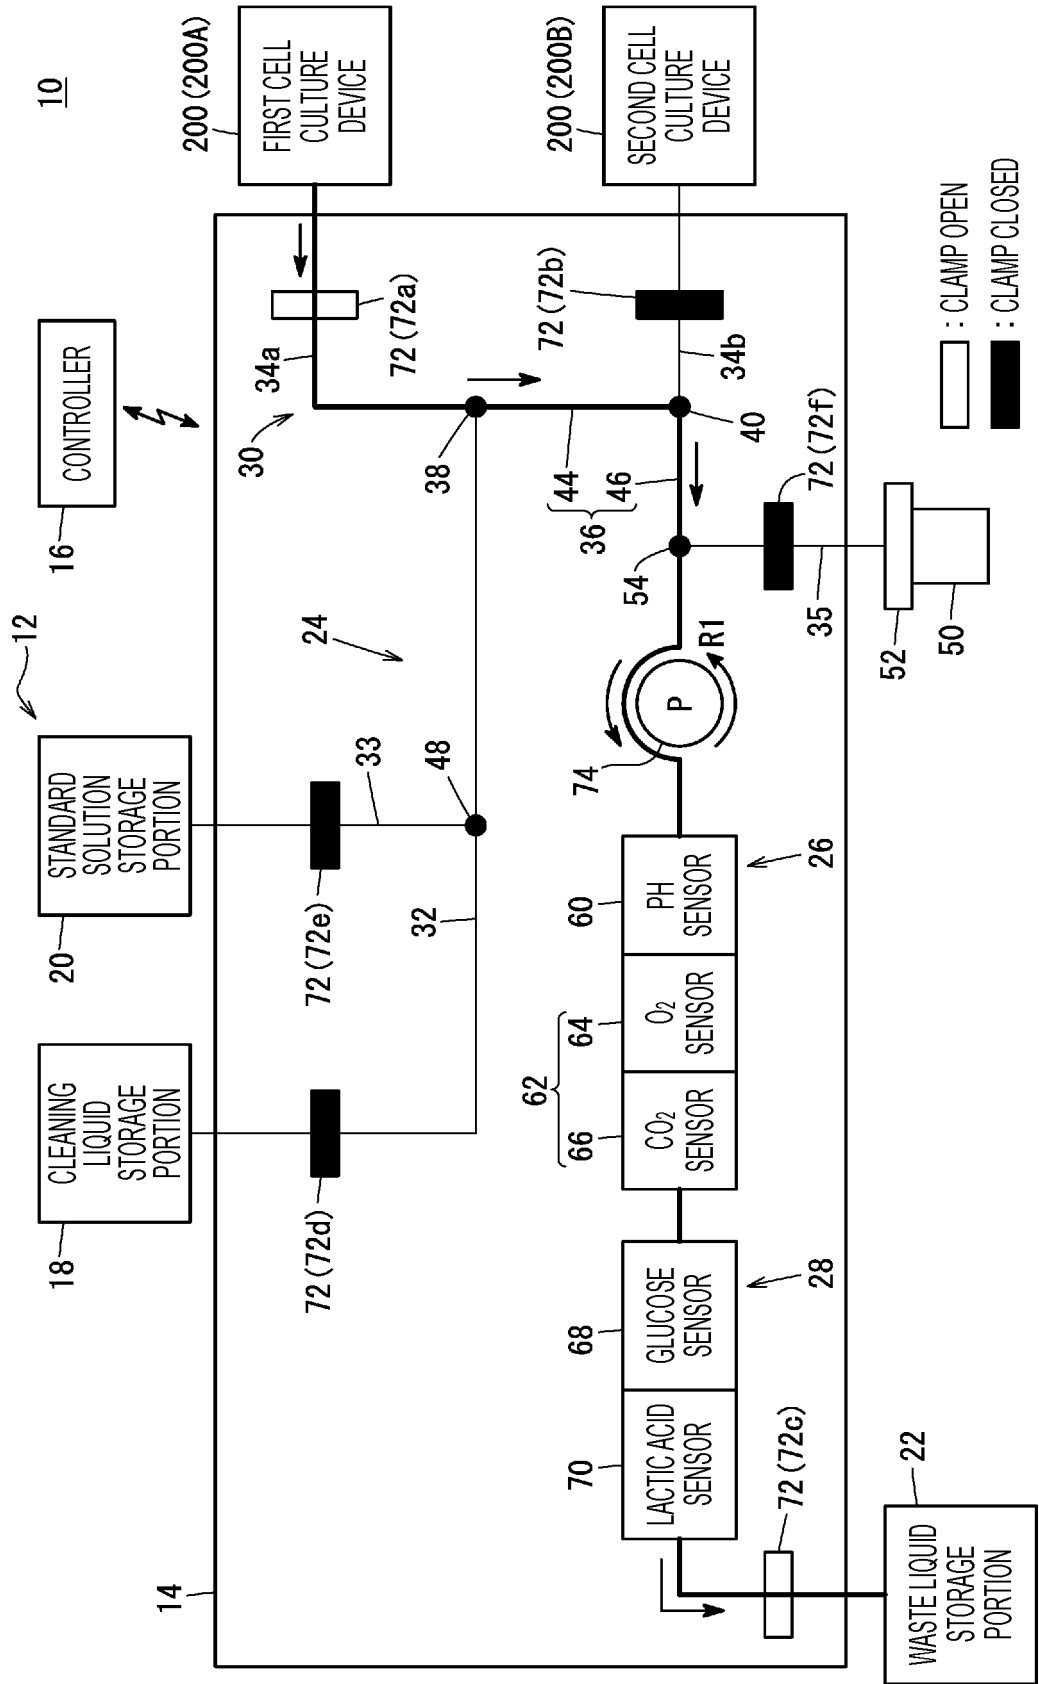 10
12
CONTROLLER
16
CLEANING
LIQUID
STORAGE
PORTION
18
STANDARD
SOLUTION
STORAGE
PORTION
20
200 (200A)
FIRST CELL
CULTURE
DEVICE
200 (200B)
SECOND CELL
CULTURE
DEVICE
14
72 (72d)
72 (72e)
33
48
32
24
30
34a
72 (72a)
38
72 (72b)
34b
44
46
36
40
54
72 (72f)
35
52
50
R1
P
74
60
PH
SENSOR
26
62
64
O2
SENSOR
66
CO2
SENSOR
68
GLUCOSE
SENSOR
28
70
LACTIC ACID
SENSOR
72 (72c)
22
WASTE LIQUID
STORAGE
PORTION
: CLAMP OPEN
: CLAMP CLOSED